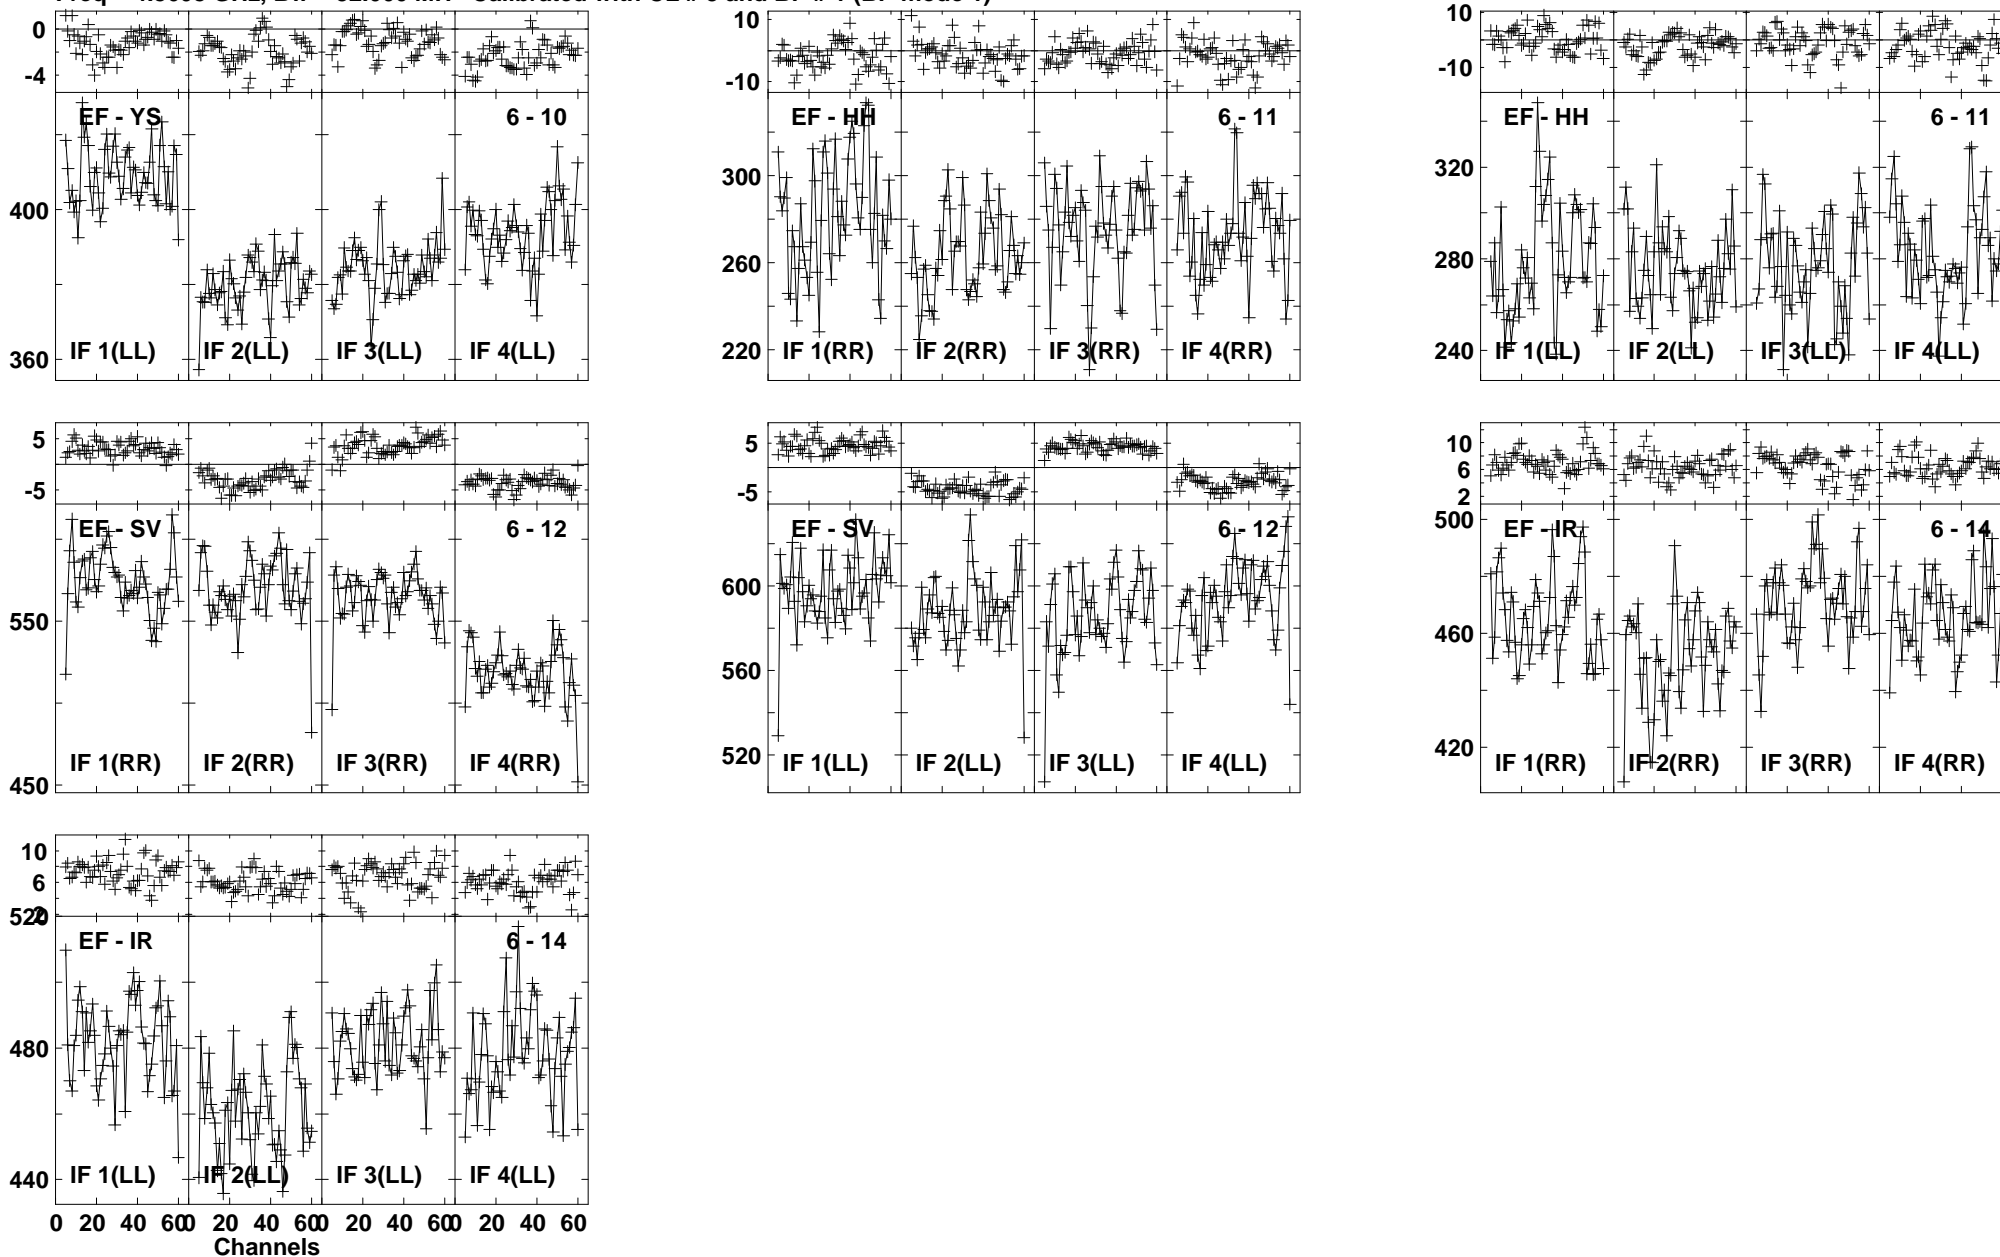 0
-4
EF - YS 6 - 10
400
360
IF 1(LL) IF 2(LL) IF 3(LL) IF 4(LL)
10
0
-10
EF - HH 6 - 11
300
260
220
IF 1(RR) IF 2(RR) IF 3(RR) IF 4(RR)
10
0
-10
EF - HH 6 - 11
320
280
240
IF 1(LL) IF 2(LL) IF 3(LL) IF 4(LL)
5
-5
EF - SV 6 - 12
550
450
IF 1(RR) IF 2(RR) IF 3(RR) IF 4(RR)
5
-5
EF - SV 6 - 12
600
560
520
IF 1(LL) IF 2(LL) IF 3(LL) IF 4(LL)
10
6
2
500
EF - IR 6 - 14
460
420
IF 1(RR) IF 2(RR) IF 3(RR) IF 4(RR)
10
6
2
520
EF - IR 6 - 14
480
440
IF 1(LL) IF 2(LL) IF 3(LL) IF 4(LL)
0 20 40 60 0 20 40 60 0 20 40 60 0 20 40 60
Channels